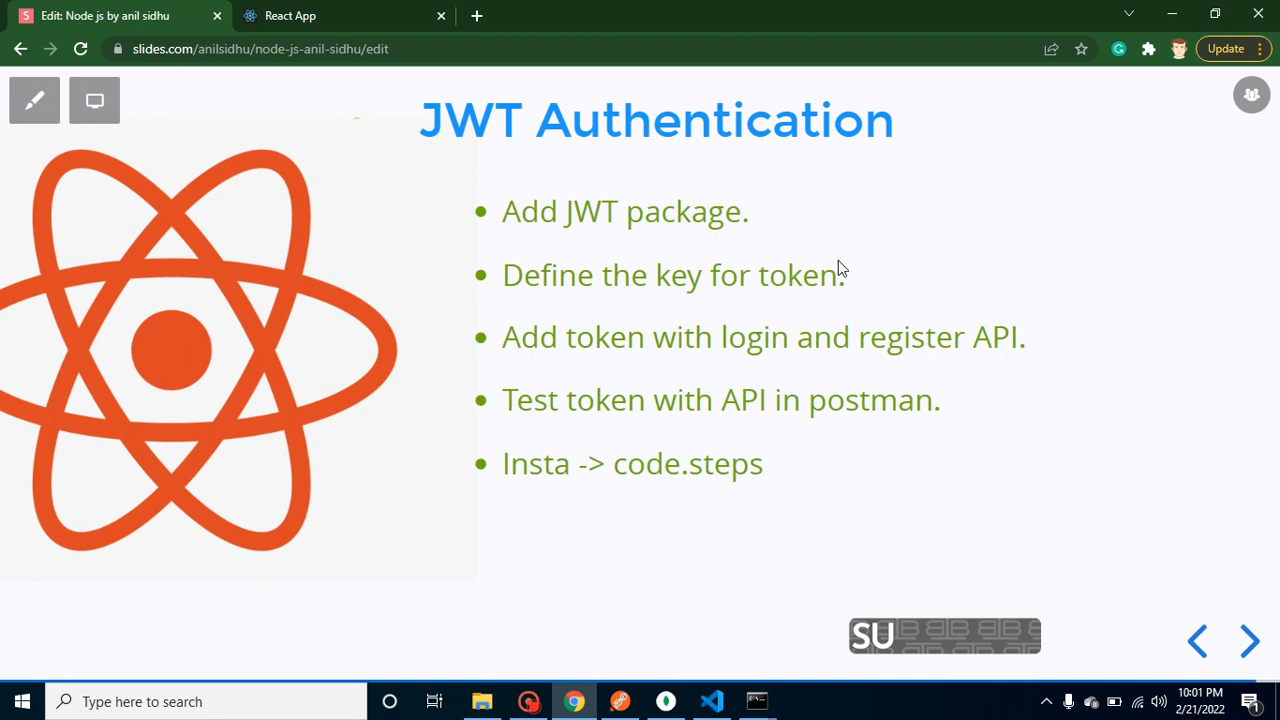 Edit: Node js by anil sidhu
React App
slides.com/anilsidhu/node-js-anil-sidhu/edit
Update
JWT Authentication
Add JWT package.
Define the key for token.
Add token with login and register API.
Test token with API in postman.
Insta -> code.steps
SU
Type here to search
10:01 PM
2/21/2022
1